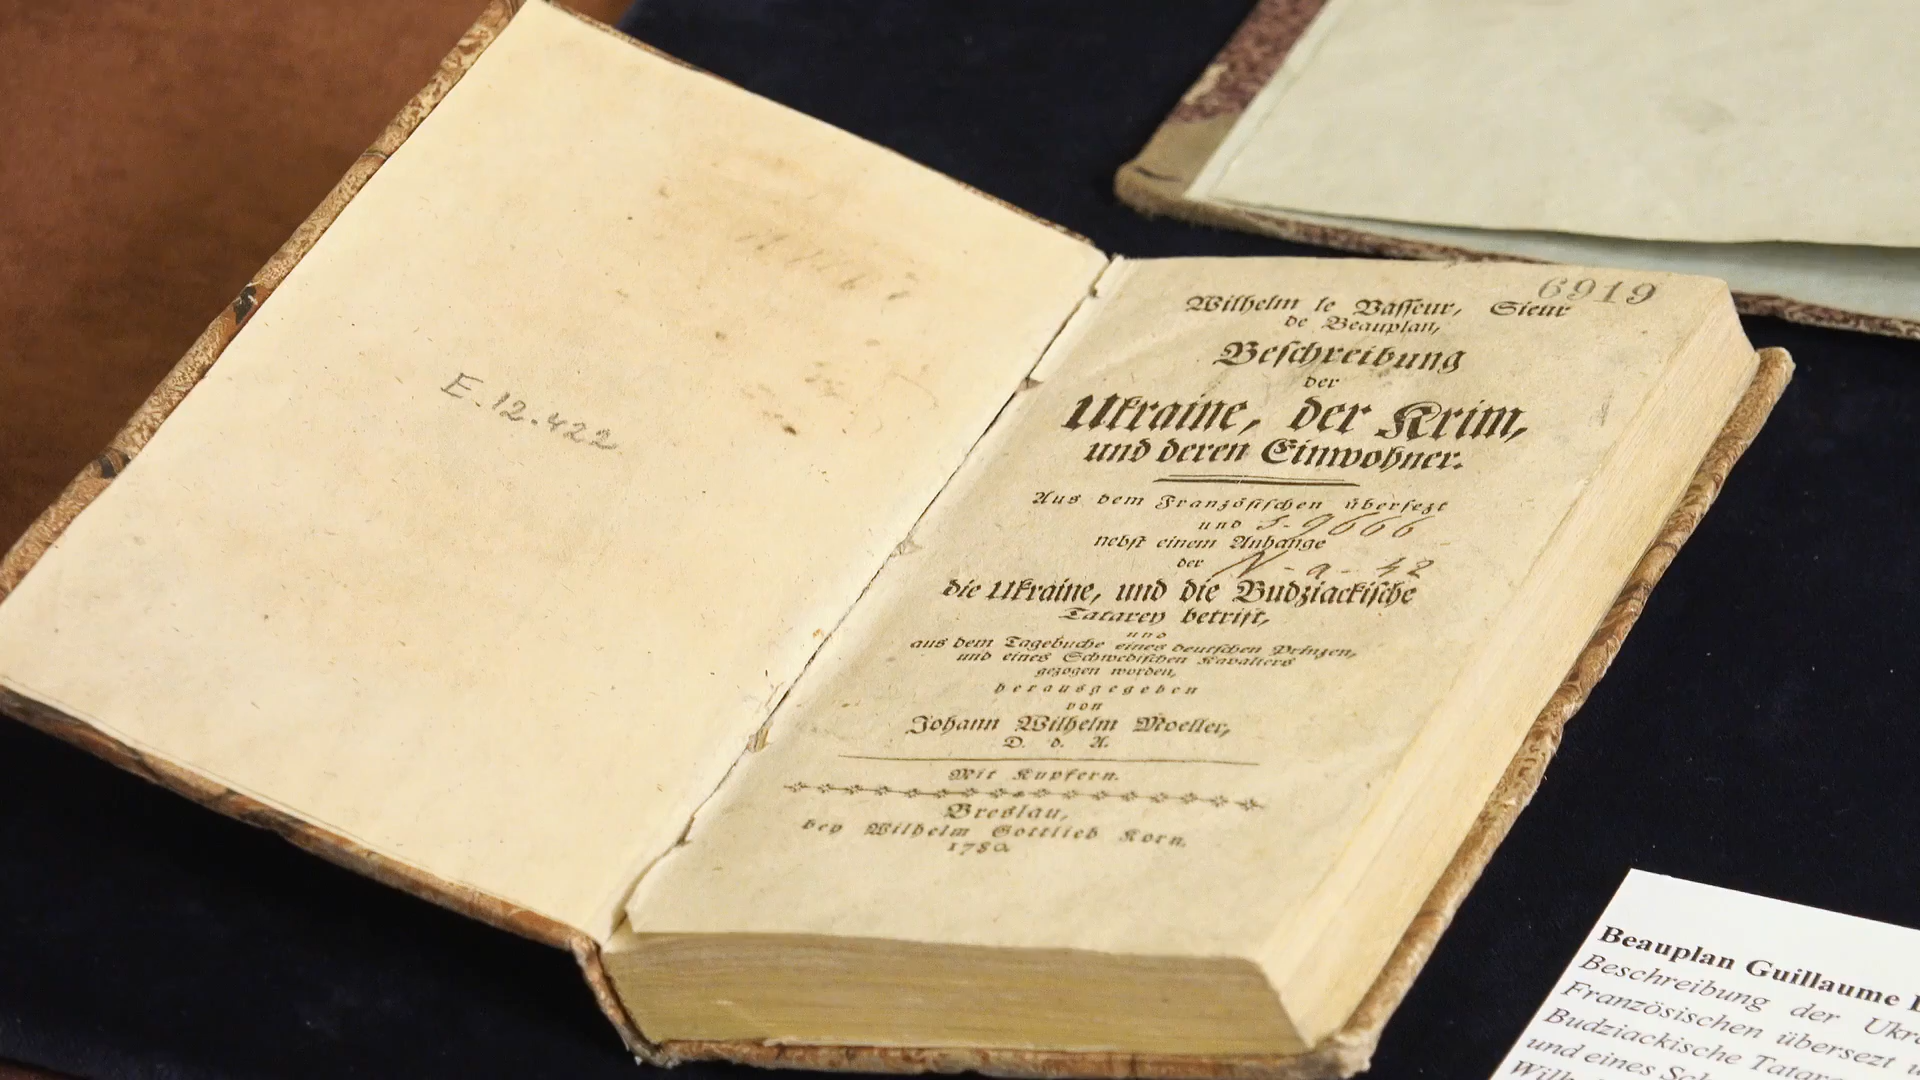 E. 12. 422
6919
Wilhelm le Vasseur, Sieur
de Beauplan,
Beschreibung
der
Ukraine, der Krim,
und deren Einwohner.
Aus dem Französischen übersezt
und
nebst einem Anhange
der
die Ukraine, und die Budziackische
Tatarey betrift,
und
aus dem Tagebuche eines deutschen Prinzen,
und eines Schwedischen Kavaliers
gezogen worden,
herausgegeben
von
Johann Wilhelm Moeller,
D. d. A.
Mit Kupfern.
Breslau,
bey Wilhelm Gottlieb Korn.
1780
Beauplan Guillaume
Beschreibung der Ukr
Französischen übersezt
Budziackische Tatar
und eines Sch
Wilh